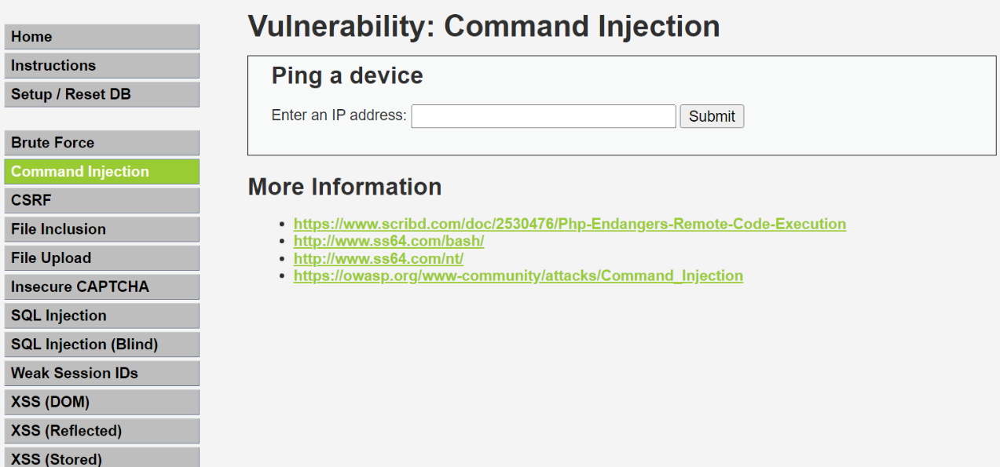 Home
Instructions
Setup / Reset DB
Brute Force
Command Injection
CSRF
File Inclusion
File Upload
Insecure CAPTCHA
SQL Injection
SQL Injection (Blind)
Weak Session IDs
XSS (DOM)
XSS (Reflected)
XSS (Stored)
Vulnerability: Command Injection
Ping a device
Enter an IP address: Submit
More Information
https://www.scribd.com/doc/2530476/Php-Endangers-Remote-Code-Execution
http://www.ss64.com/bash/
http://www.ss64.com/nt/
https://owasp.org/www-community/attacks/Command_Injection